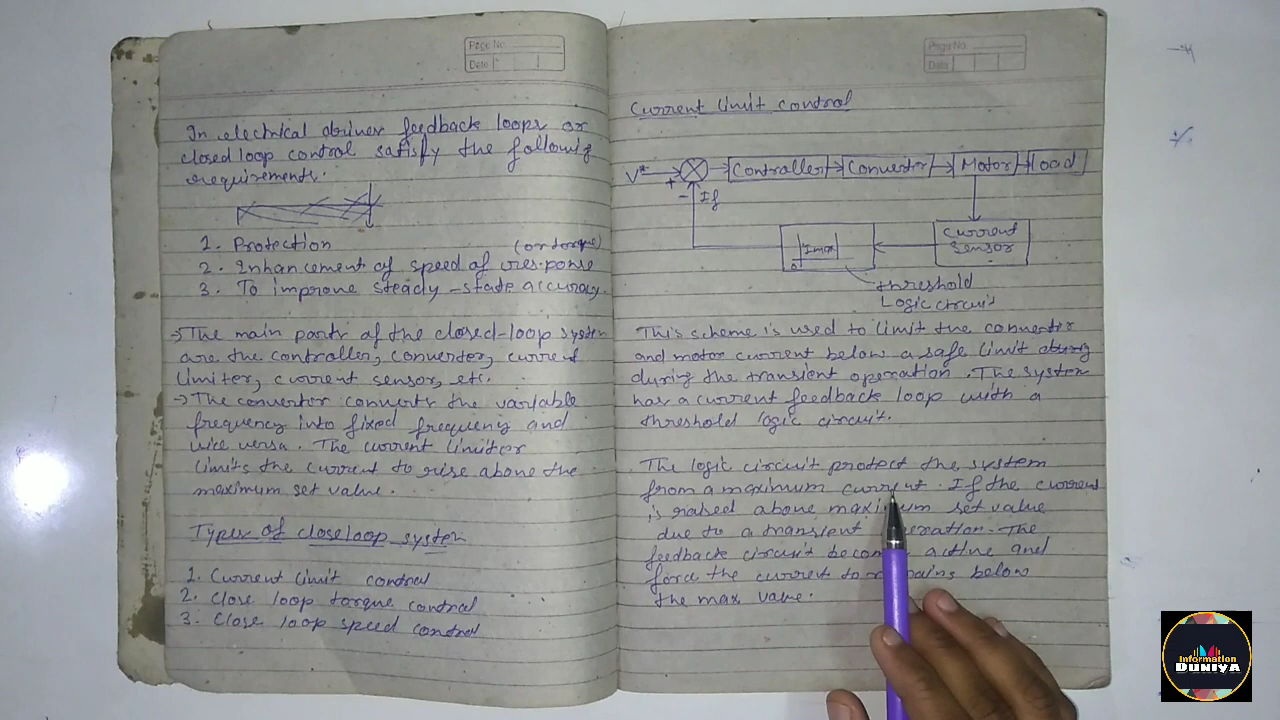 Page No.
Date
In electrical drives feedback loops or
closed loop control satisfy the following
requirements.
1. Protection
(or torque)
2. Enhancement of speed of response
3. To improve steady-state accuracy.
→ The main parts of the closed-loop system
are the controller, converter, current
limiter, current sensor, etc.
→ The converter converts the variable
frequency into fixed frequency and
vice versa. The current limiter
limits the current to rise above the
maximum set value.
Types of closeloop system
1. Current limit control
2. Close loop torque control
3. Close loop speed control
Page No.
Date
Current limit control
V* + - If Controller Converter Motor Load
Imax
0
Current
Sensor
threshold
Logic circuit
This scheme is used to limit the converter
and motor current below a safe limit during
during the transient operation. The system
has a current feedback loop with a
threshold logic circuit.
The logic circuit protect the system
from a maximum current. If the current
is raised above maximum set value
due to a transient The
feedback circuit active and
force the current below
the max value.
Information
DUNIYA